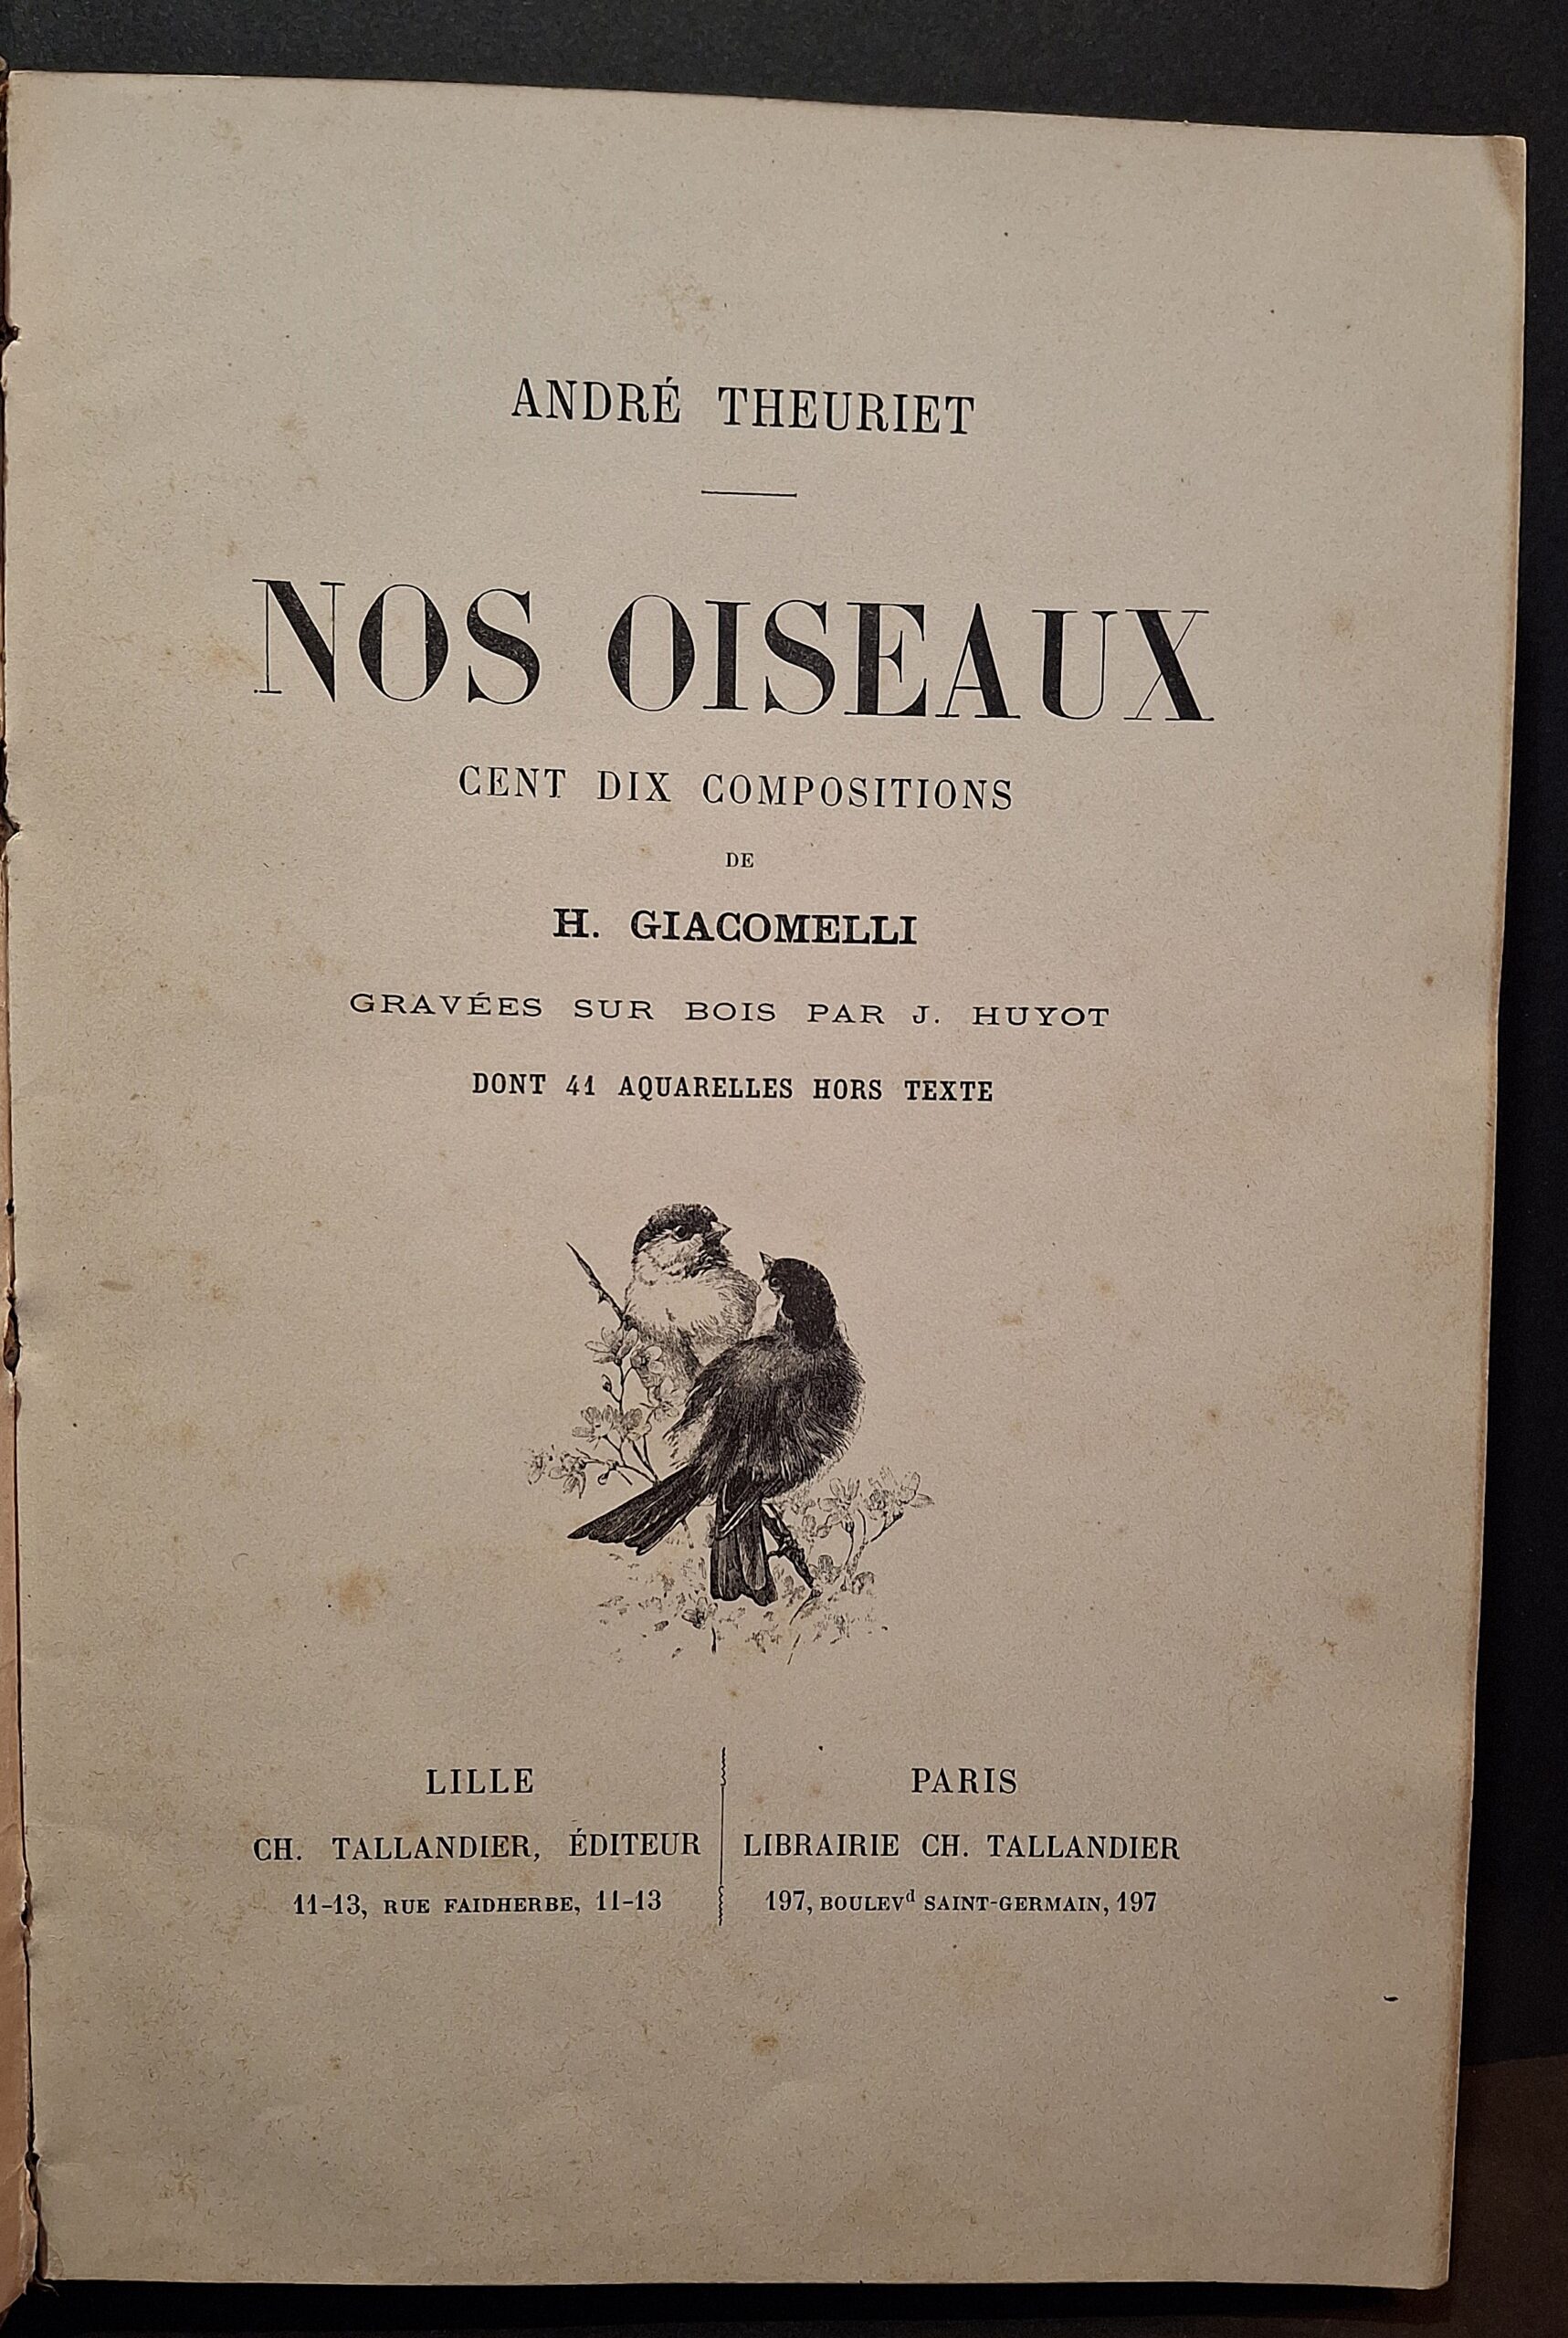 ANDRÉ THEURIET
NOS OISEAUX
CENT DIX COMPOSITIONS
DE
H. GIACOMELLI
GRAVÉES SUR BOIS PAR J. HUYOT
DONT 41 AQUARELLES HORS TEXTE
LILLE
CH. TALLANDIER, ÉDITEUR
11-13, RUE FAIDHERBE, 11-13
PARIS
LIBRAIRIE CH. TALLANDIER
197, BOULEVd SAINT-GERMAIN, 197